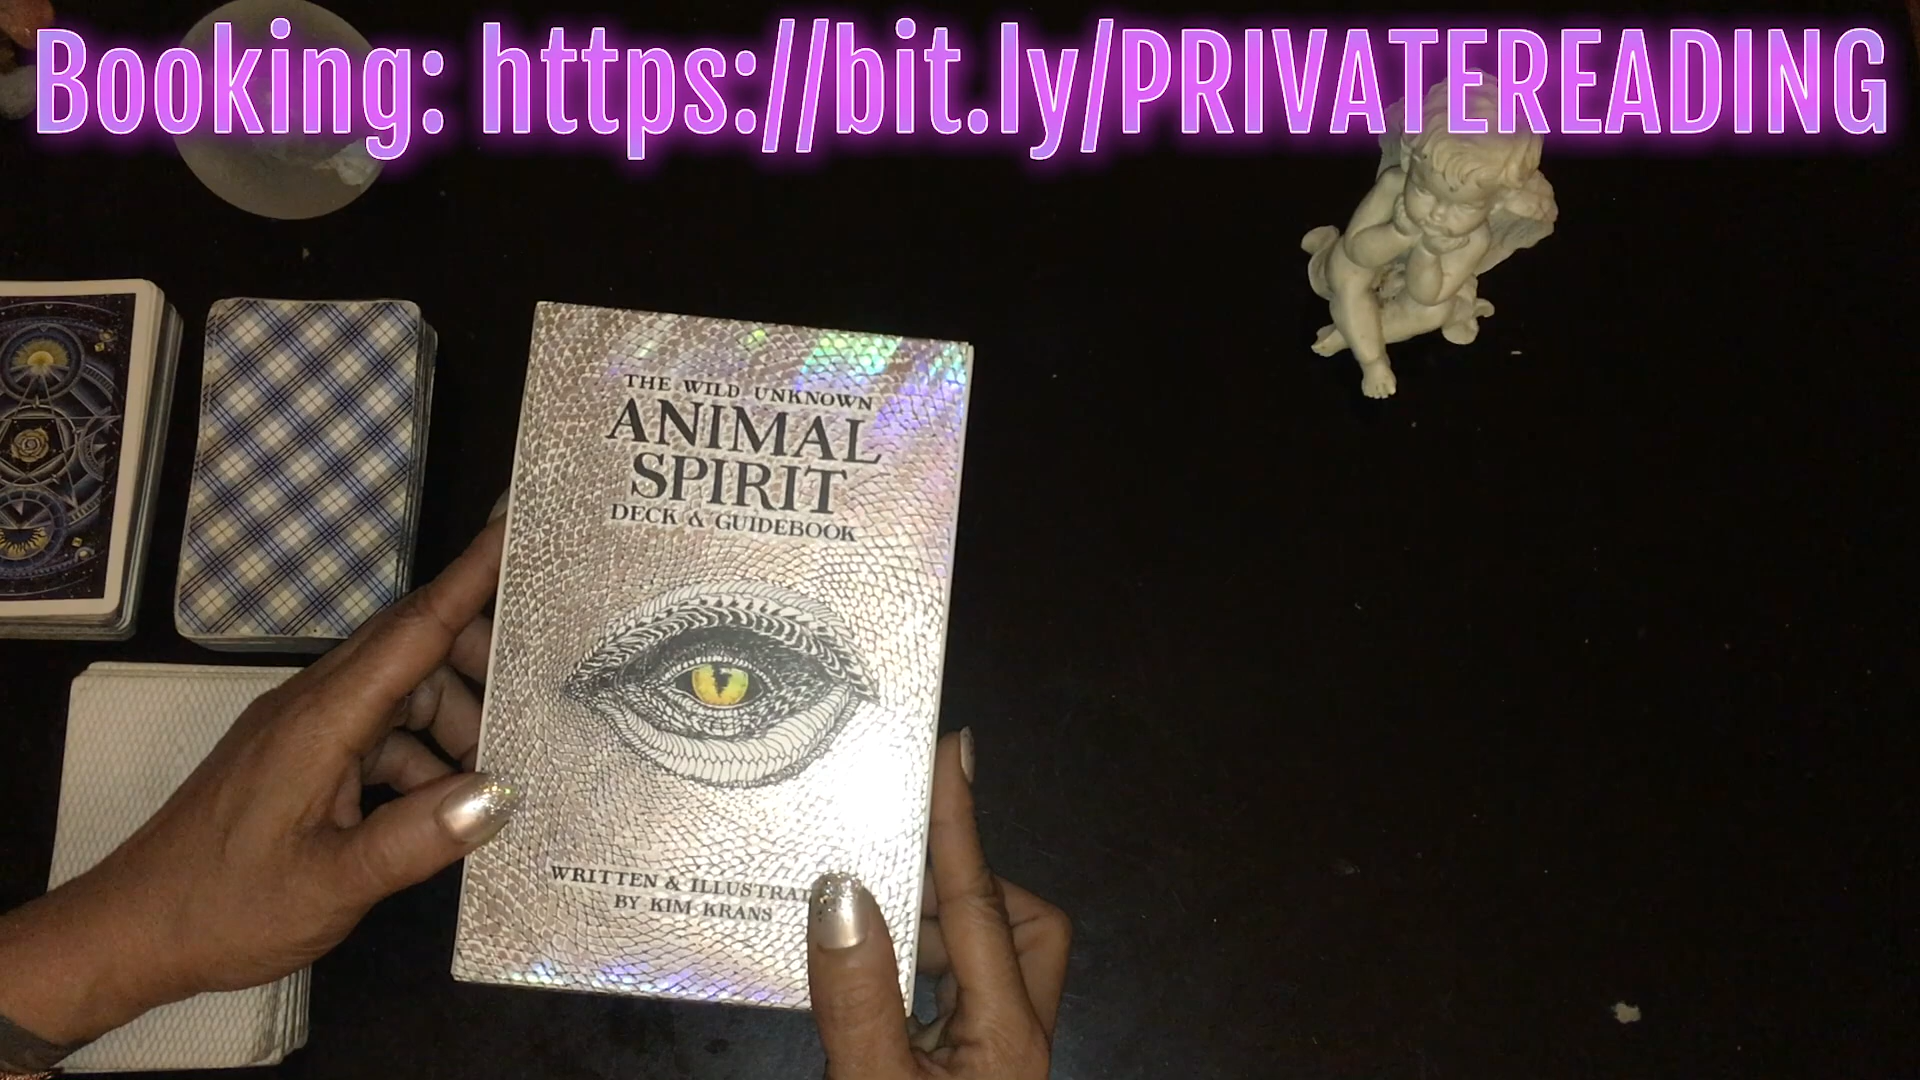 Booking: https://bit.ly/PRIVATEREADING
THE WILD UNKNOWN
ANIMAL
SPIRIT
DECK & GUIDEBOOK
WRITTEN & ILLUSTRAT
BY KIM KRANS